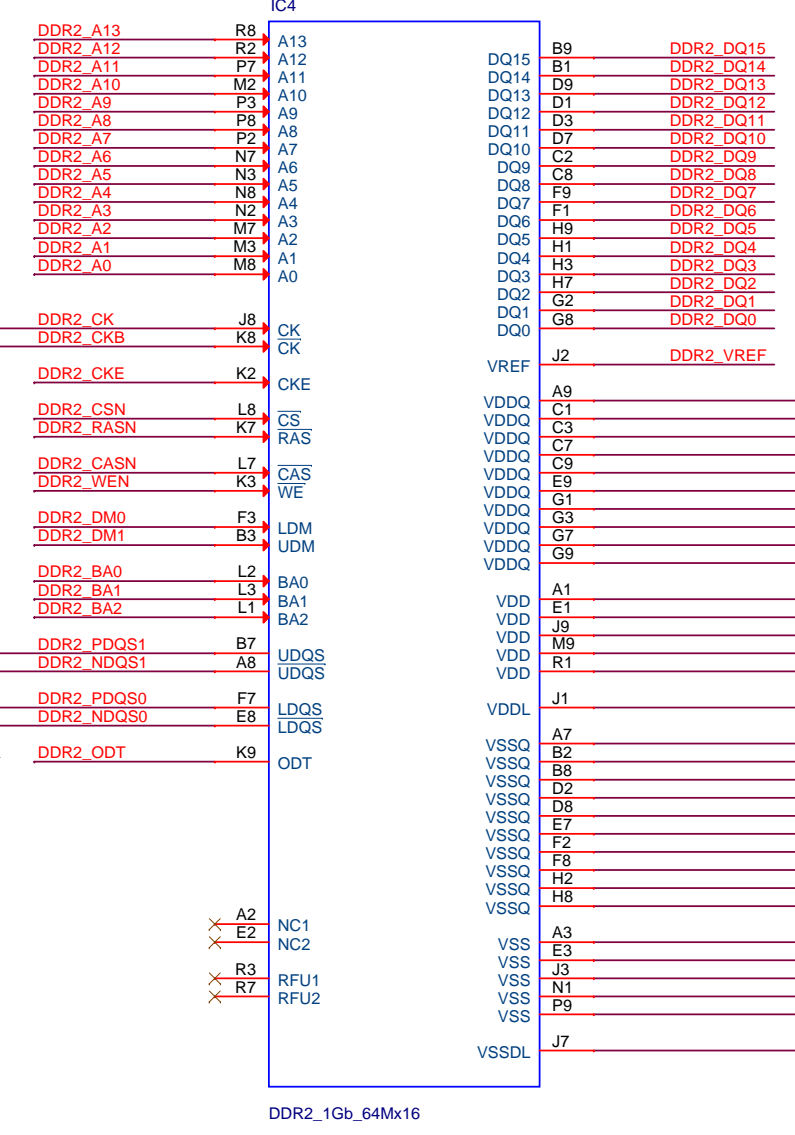 IC4
DDR2_A13 R8 A13
DDR2_A12 R2 A12
DDR2_A11 P7 A11
DDR2_A10 M2 A10
DDR2_A9 P3 A9
DDR2_A8 P8 A8
DDR2_A7 P2 A7
DDR2_A6 N7 A6
DDR2_A5 N3 A5
DDR2_A4 N8 A4
DDR2_A3 N2 A3
DDR2_A2 M7 A2
DDR2_A1 M3 A1
DDR2_A0 M8 A0
DDR2_CK J8 CK
DDR2_CKB K8 CK
DDR2_CKE K2 CKE
DDR2_CSN L8 CS
DDR2_RASN K7 RAS
DDR2_CASN L7 CAS
DDR2_WEN K3 WE
DDR2_DM0 F3 LDM
DDR2_DM1 B3 UDM
DDR2_BA0 L2 BA0
DDR2_BA1 L3 BA1
DDR2_BA2 L1 BA2
DDR2_PDQS1 B7 UDQS
DDR2_NDQS1 A8 UDQS
DDR2_PDQS0 F7 LDQS
DDR2_NDQS0 E8 LDQS
DDR2_ODT K9 ODT
A2 NC1
E2 NC2
R3 RFU1
R7 RFU2
DQ15 B9 DDR2_DQ15
DQ14 B1 DDR2_DQ14
DQ13 D9 DDR2_DQ13
DQ12 D1 DDR2_DQ12
DQ11 D3 DDR2_DQ11
DQ10 D7 DDR2_DQ10
DQ9 C2 DDR2_DQ9
DQ8 C8 DDR2_DQ8
DQ7 F9 DDR2_DQ7
DQ6 F1 DDR2_DQ6
DQ5 H9 DDR2_DQ5
DQ4 H1 DDR2_DQ4
DQ3 H3 DDR2_DQ3
DQ2 H7 DDR2_DQ2
DQ1 G2 DDR2_DQ1
DQ0 G8 DDR2_DQ0
VREF J2 DDR2_VREF
VDDQ A9
VDDQ C1
VDDQ C3
VDDQ C7
VDDQ C9
VDDQ E9
VDDQ G1
VDDQ G3
VDDQ G7
VDDQ G9
VDD A1
VDD E1
VDD J9
VDD M9
VDD R1
VDDL J1
VSSQ A7
VSSQ B2
VSSQ B8
VSSQ D2
VSSQ D8
VSSQ E7
VSSQ F2
VSSQ F8
VSSQ H2
VSSQ H8
VSS A3
VSS E3
VSS J3
VSS N1
VSS P9
VSSDL J7
DDR2_1Gb_64Mx16